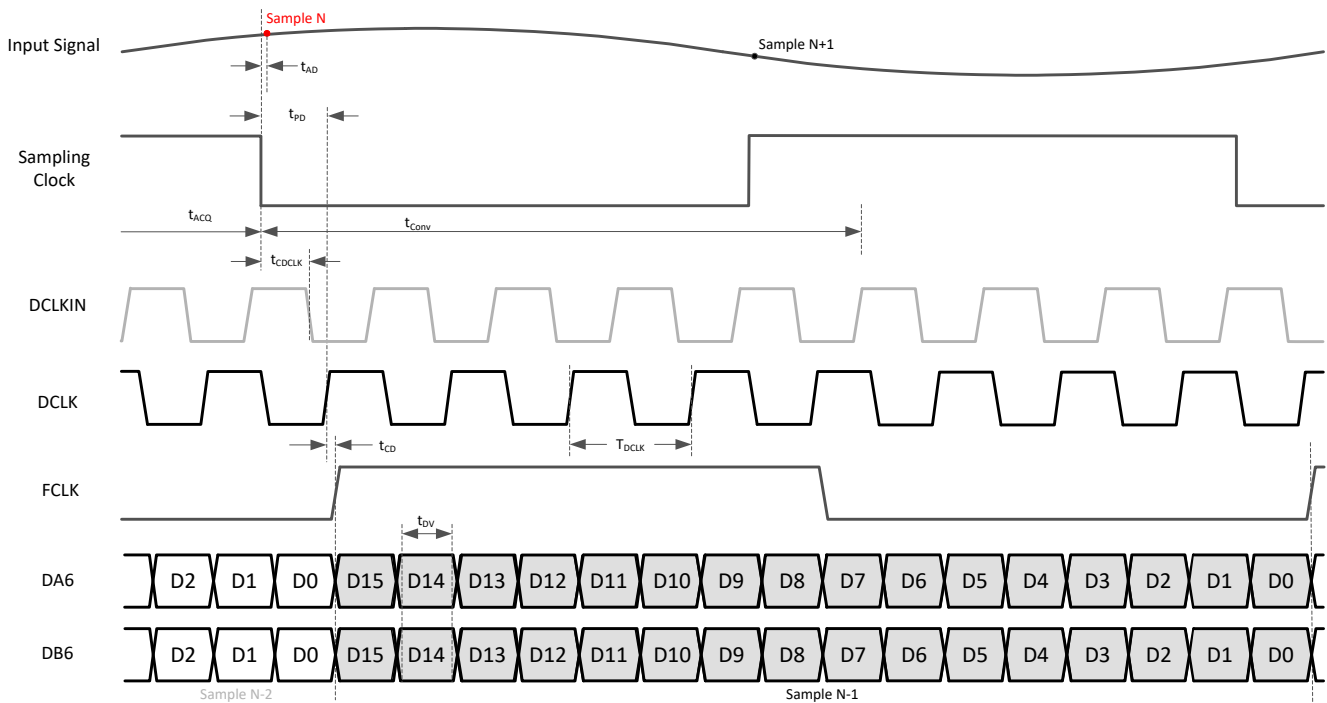 Sample N
Input Signal
Sample N+1
tAD
tPD
Sampling
Clock
tACQ
tConv
tCDCLK
DCLKIN
DCLK
tCD
TDCLK
FCLK
tDV
DA6 D2 D1 D0 D15 D14 D13 D12 D11 D10 D9 D8 D7 D6 D5 D4 D3 D2 D1 D0
DB6 D2 D1 D0 D15 D14 D13 D12 D11 D10 D9 D8 D7 D6 D5 D4 D3 D2 D1 D0
Sample N-2 Sample N-1